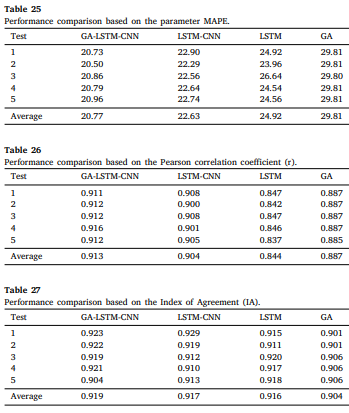 Table 25
Performance comparison based on the parameter MAPE.
Test GA-LSTM-CNN LSTM-CNN LSTM GA
1 20.73 22.90 24.92 29.81
2 20.50 22.29 23.96 29.81
3 20.86 22.56 26.64 29.80
4 20.79 22.64 24.54 29.81
5 20.96 22.74 24.56 29.81
Average 20.77 22.63 24.92 29.81
Table 26
Performance comparison based on the Pearson correlation coefficient (r).
Test GA-LSTM-CNN LSTM-CNN LSTM GA
1 0.911 0.908 0.847 0.887
2 0.912 0.900 0.842 0.887
3 0.912 0.908 0.847 0.887
4 0.916 0.901 0.846 0.887
5 0.912 0.905 0.837 0.885
Average 0.913 0.904 0.844 0.887
Table 27
Performance comparison based on the Index of Agreement (IA).
Test GA-LSTM-CNN LSTM-CNN LSTM GA
1 0.923 0.929 0.915 0.901
2 0.922 0.919 0.911 0.901
3 0.919 0.912 0.920 0.906
4 0.921 0.910 0.917 0.906
5 0.904 0.913 0.918 0.906
Average 0.919 0.917 0.916 0.904